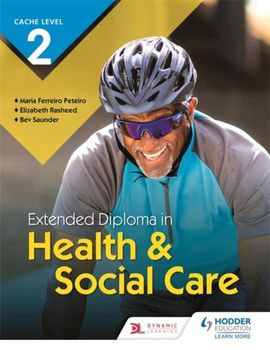 CACHE LEVEL
2
Maria Ferreiro Peteiro
Elizabeth Rasheed
Bev Saunder
Extended Diploma in
Health &
Social Care
DYNAMIC
LEARNING
HODDER
EDUCATION
LEARN MORE